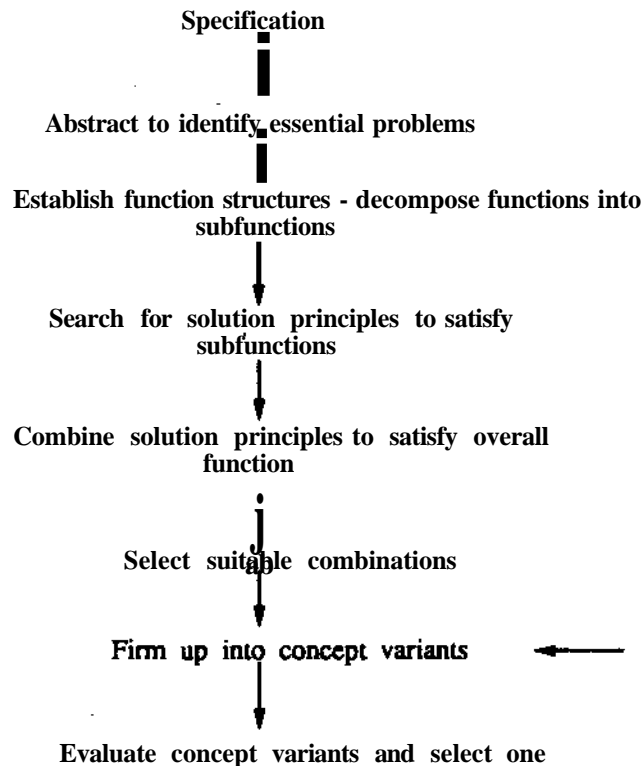 Specification
Abstract to identify essential problems
Establish function structures - decompose functions into
subfunctions
Search for solution principles to satisfy
subfunctions
Combine solution principles to satisfy overall
function
j
Select suitable combinations
Firm up into concept variants
Evaluate concept variants and select one